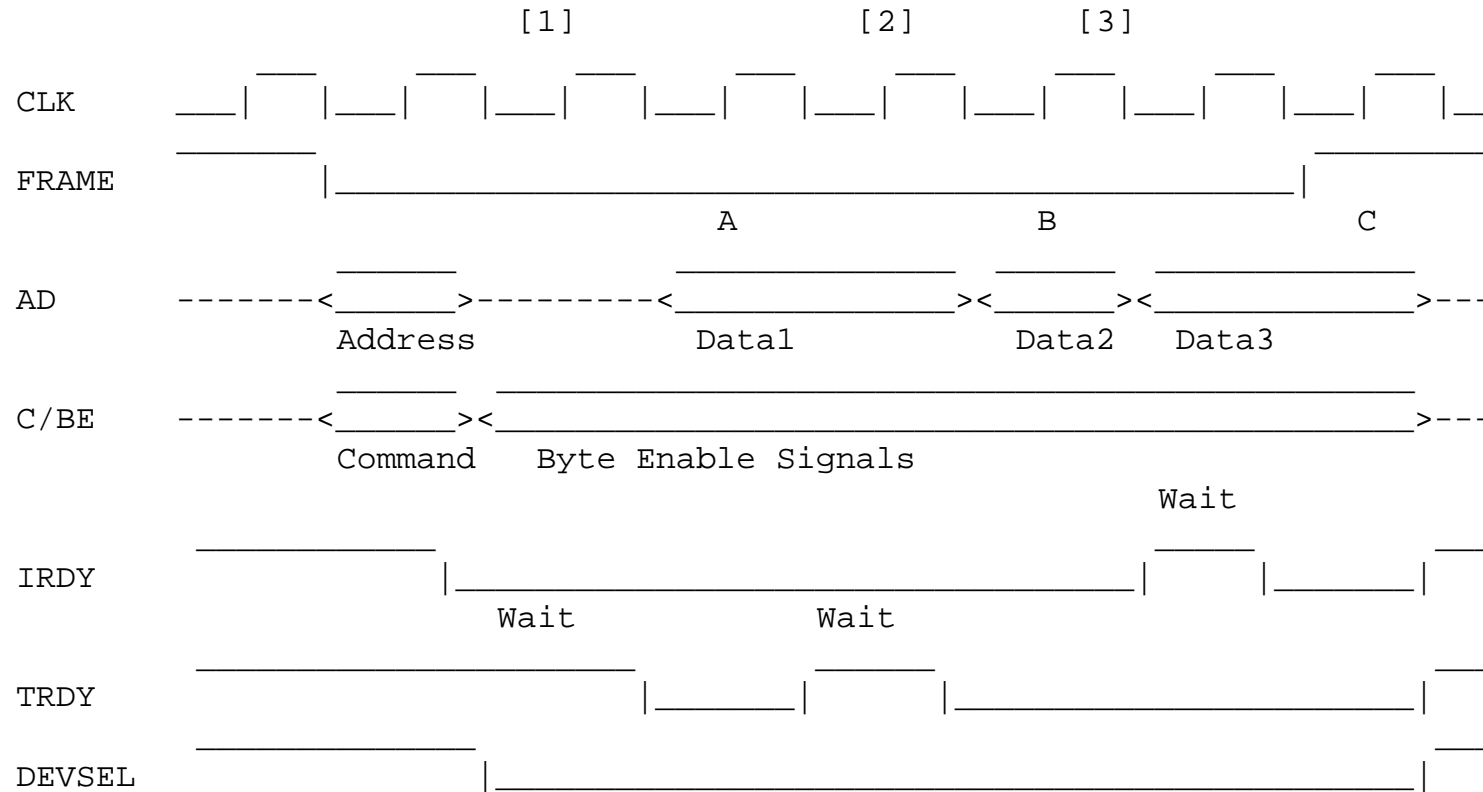 [1] [2] [3]
CLK
FRAME
A B C
AD
Address Data1 Data2 Data3
C/BE
Command Byte Enable Signals
Wait
IRDY
Wait Wait
TRDY
DEVSEL